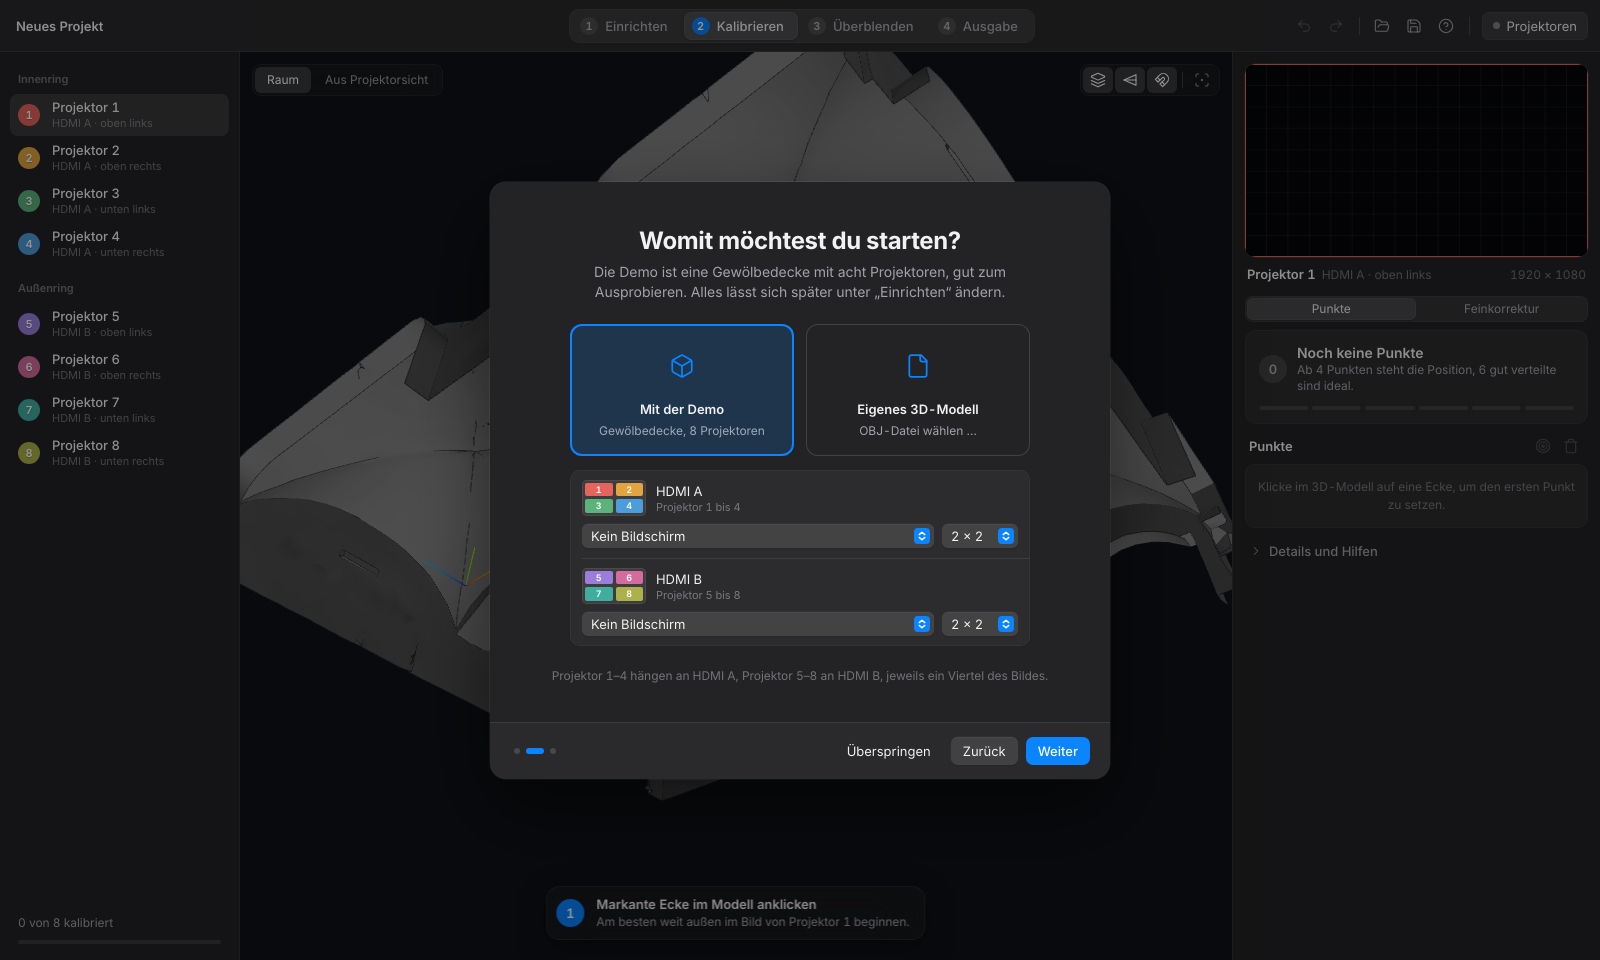 Neues Projekt
1 Einrichten
2 Kalibrieren
3 Überblenden
4 Ausgabe
Projektoren
Innenring
1 Projektor 1
HDMI A · oben links
2 Projektor 2
HDMI A · oben rechts
3 Projektor 3
HDMI A · unten links
4 Projektor 4
HDMI A · unten rechts
Außenring
5 Projektor 5
HDMI B · oben links
6 Projektor 6
HDMI B · oben rechts
7 Projektor 7
HDMI B · unten links
8 Projektor 8
HDMI B · unten rechts
0 von 8 kalibriert
Raum
Aus Projektorsicht
Womit möchtest du starten?
Die Demo ist eine Gewölbedecke mit acht Projektoren, gut zum
Ausprobieren. Alles lässt sich später unter „Einrichten“ ändern.
Mit der Demo
Gewölbedecke, 8 Projektoren
Eigenes 3D-Modell
OBJ-Datei wählen ...
1 2
3 4
HDMI A
Projektor 1 bis 4
Kein Bildschirm
2 × 2
5 6
7 8
HDMI B
Projektor 5 bis 8
Kein Bildschirm
2 × 2
Projektor 1–4 hängen an HDMI A, Projektor 5–8 an HDMI B, jeweils ein Viertel des Bildes.
Überspringen
Zurück
Weiter
1 Markante Ecke im Modell anklicken
Am besten weit außen im Bild von Projektor 1 beginnen.
Projektor 1 HDMI A · oben links 1920 × 1080
Punkte
Feinkorrektur
0 Noch keine Punkte
Ab 4 Punkten steht die Position, 6 gut verteilte
sind ideal.
Punkte
Klicke im 3D-Modell auf eine Ecke, um den ersten Punkt
zu setzen.
Details und Hilfen